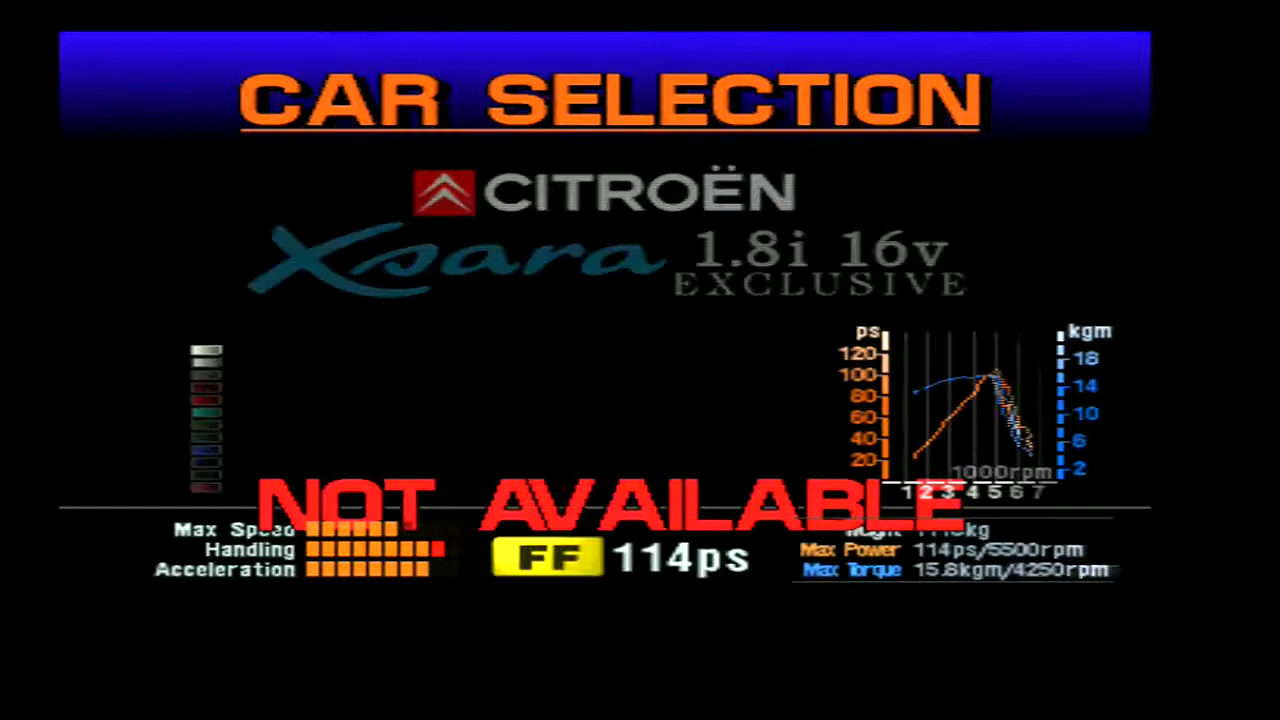 CAR SELECTION
CITROËN
Xsara 1.8i 16v
EXCLUSIVE
ps kgm
120 18
100 14
80 10
60 6
40 2
20
1000rpm
1 2 3 4 5 6 7
NOT AVAILABLE
Max Speed
Handling
Acceleration
FF 114ps
kg
Max Power 114ps/5500rpm
Max Torque 15.8kgm/4250rpm